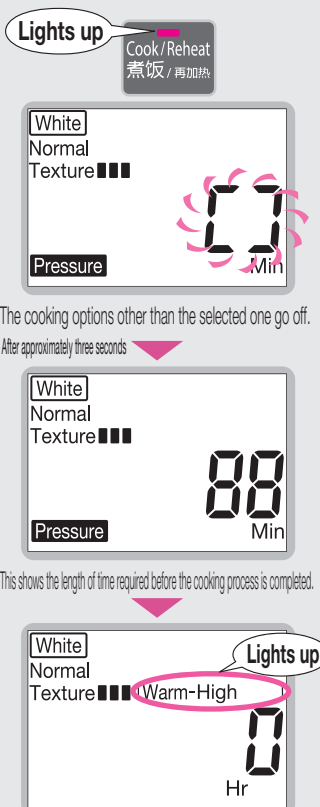 Lights up
Cook/Reheat
煮饭/再加热
White
Normal
Texture
Pressure
Min
The cooking options other than the selected one go off.
After approximately three seconds
White
Normal
Texture
88
Pressure
Min
This shows the length of time required before the cooking process is completed.
White
Lights up
Normal
Texture Warm-High
0
Hr